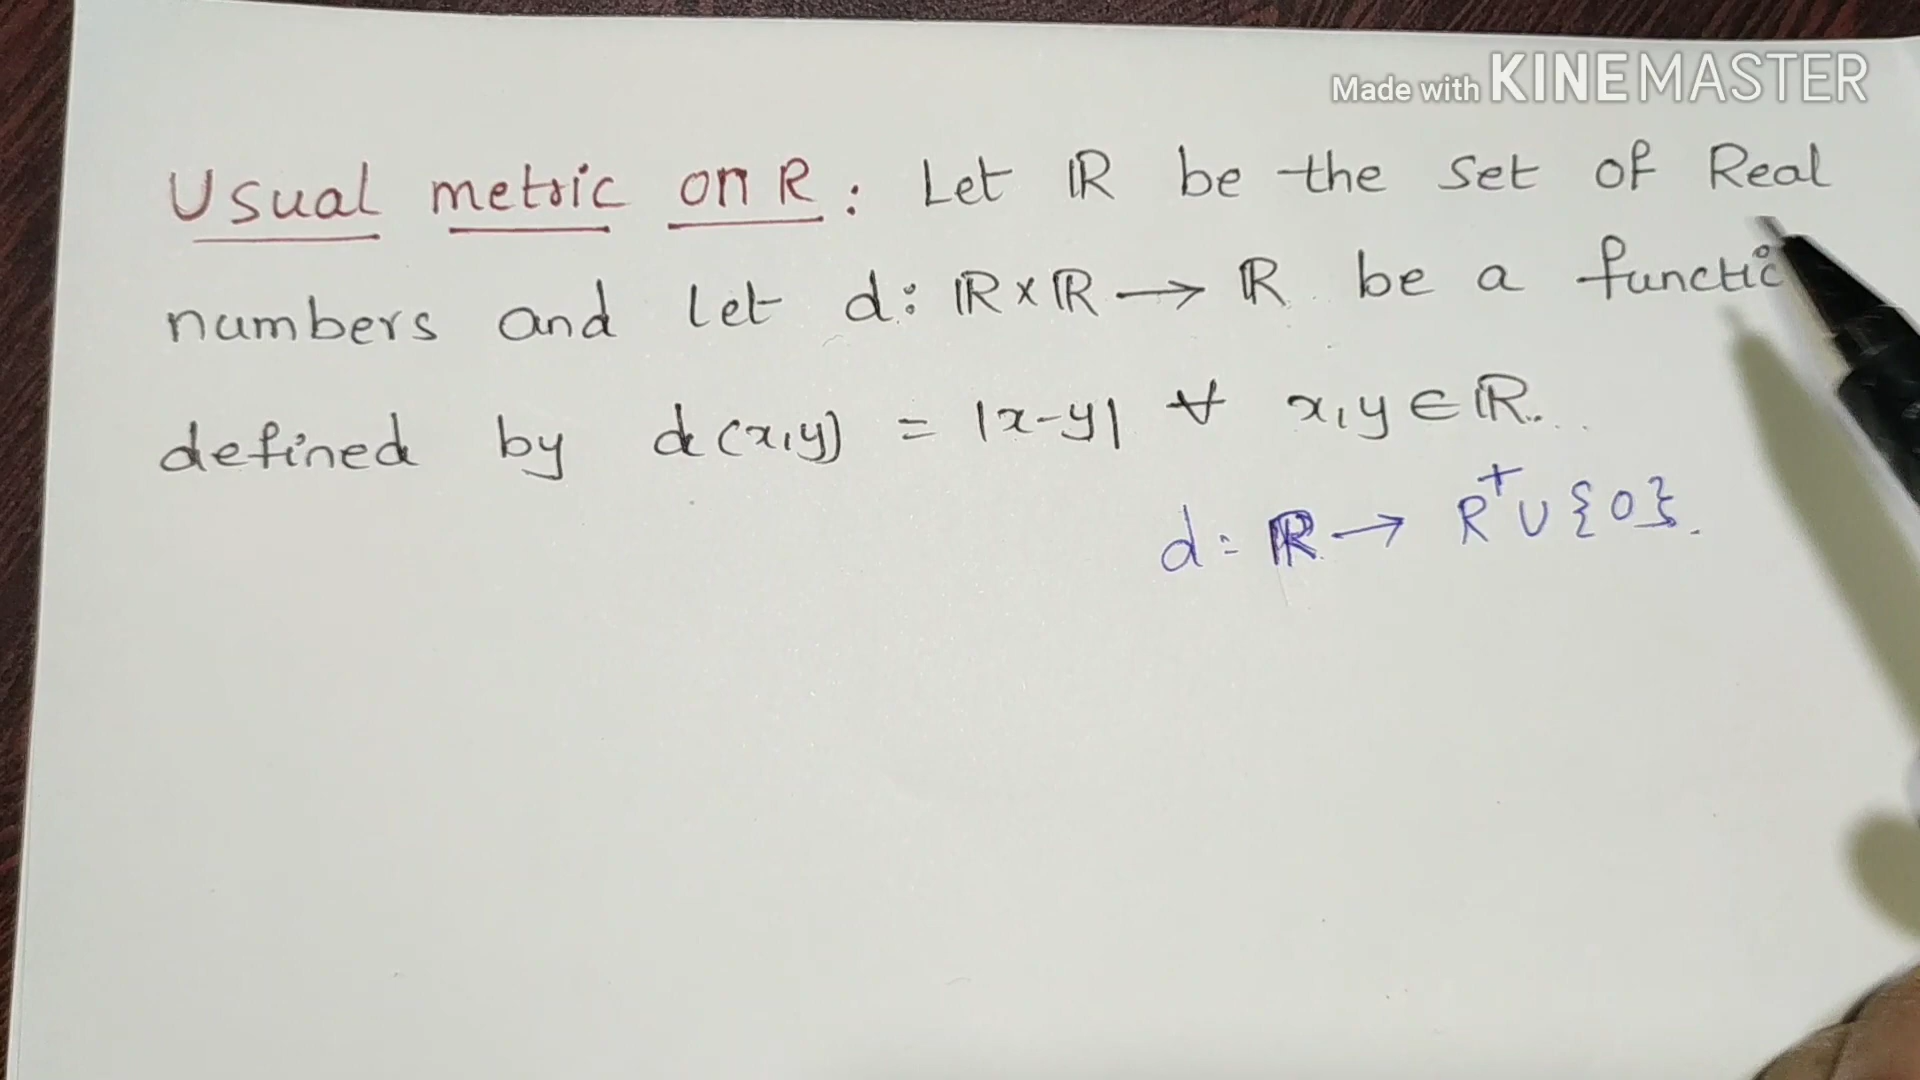 Made with KINEMASTER
Usual metric on R : Let ℝ be the set of Real
numbers and let d: ℝ×ℝ → ℝ be a functio
defined by d(x,y) = |x-y| ∀ x,y ∈ ℝ.
d: ℝ → R⁺ ∪ {0}.